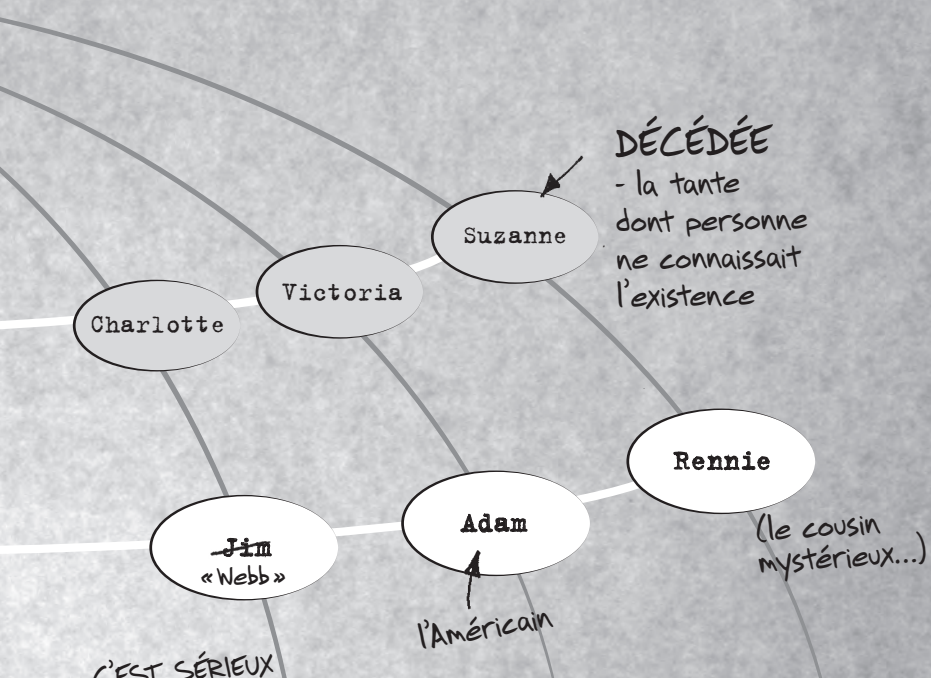 DÉCÉDÉE
- la tante
dont personne
ne connaissait
l'existence
Suzanne
Victoria
Charlotte
Rennie
(le cousin
mystérieux...)
Adam
l'Américain
Jim
«Webb»
C'EST SÉRIEUX